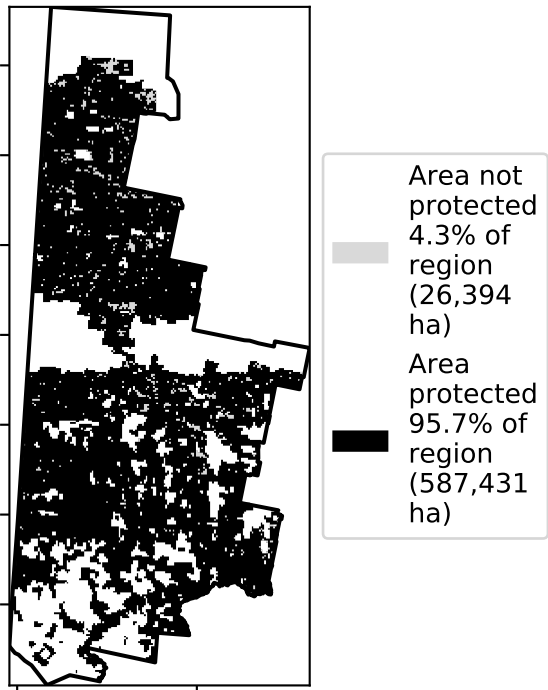 Area not
protected
4.3% of
region
(26,394
ha)
Area
protected
95.7% of
region
(587,431
ha)